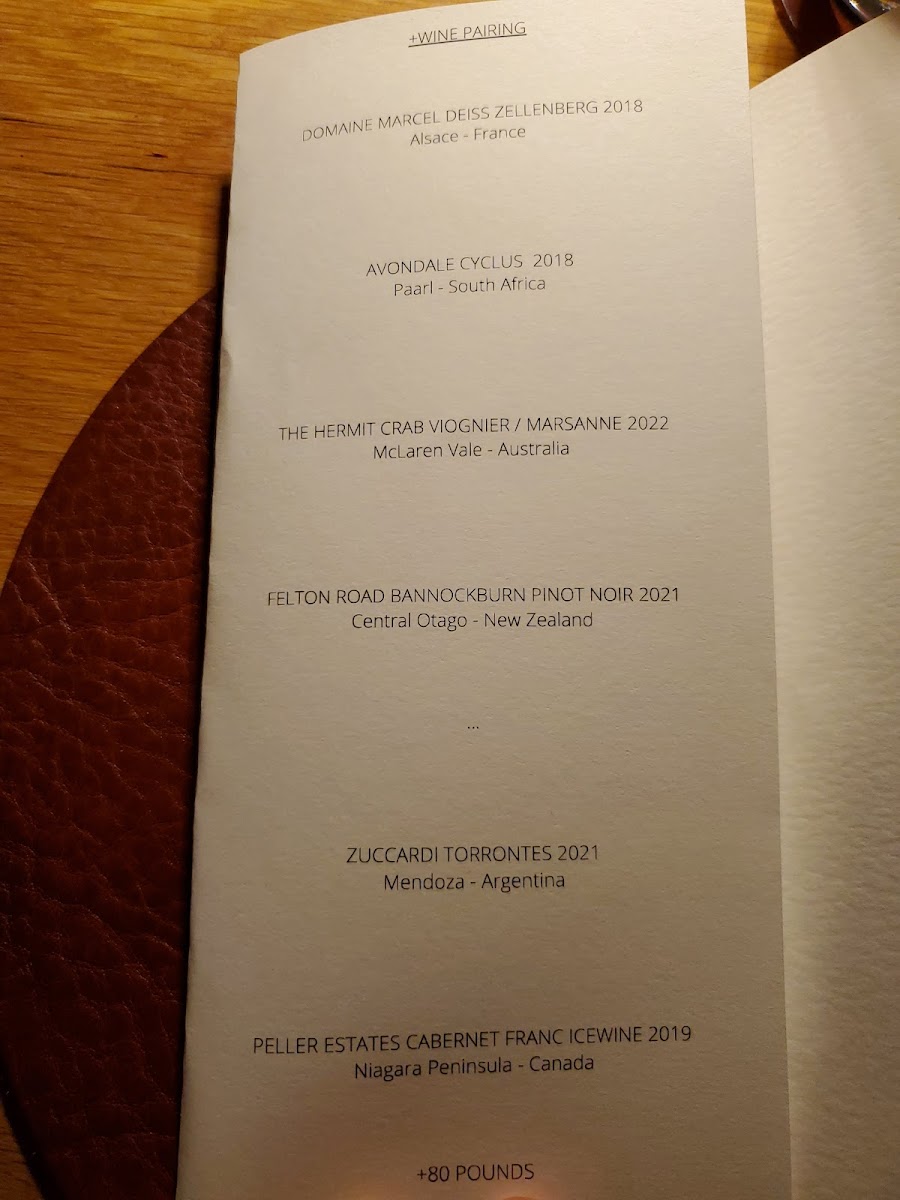 +WINE PAIRING
DOMAINE MARCEL DEISS ZELLENBERG 2018
Alsace - France
AVONDALE CYCLUS 2018
Paarl - South Africa
THE HERMIT CRAB VIOGNIER / MARSANNE 2022
McLaren Vale - Australia
FELTON ROAD BANNOCKBURN PINOT NOIR 2021
Central Otago - New Zealand
...
ZUCCARDI TORRONTES 2021
Mendoza - Argentina
PELLER ESTATES CABERNET FRANC ICEWINE 2019
Niagara Peninsula - Canada
+80 POUNDS